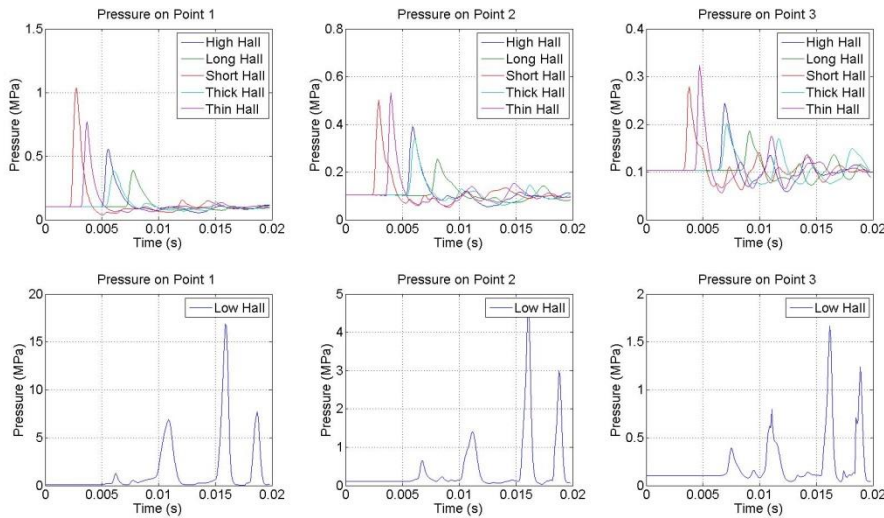 Pressure on Point 1
1.5
1
0.5
0
Pressure (MPa)
High Hall
Long Hall
Short Hall
Thick Hall
Thin Hall
0 0.005 0.01 0.015 0.02
Time (s)
Pressure on Point 2
0.8
0.6
0.4
0.2
0
Pressure (MPa)
High Hall
Long Hall
Short Hall
Thick Hall
Thin Hall
0 0.005 0.01 0.015 0.02
Time (s)
Pressure on Point 3
0.4
0.3
0.2
0.1
0
Pressure (MPa)
High Hall
Long Hall
Short Hall
Thick Hall
Thin Hall
0 0.005 0.01 0.015 0.02
Time (s)
Pressure on Point 1
20
15
10
5
0
Pressure (MPa)
Low Hall
0 0.005 0.01 0.015 0.02
Time (s)
Pressure on Point 2
5
4
3
2
1
0
Pressure (MPa)
Low Hall
0 0.005 0.01 0.015 0.02
Time (s)
Pressure on Point 3
2
1.5
1
0.5
0
Pressure (MPa)
Low Hall
0 0.005 0.01 0.015 0.02
Time (s)